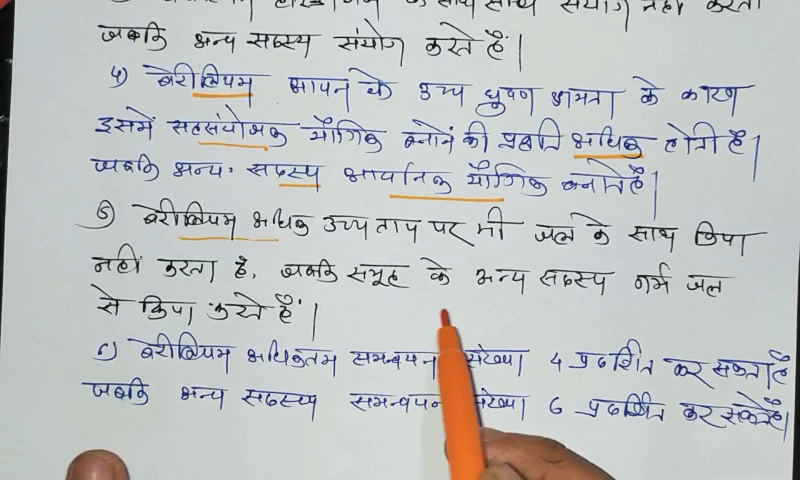 के साथ साथ संयोग नही करता
जबकि अन्य सदस्य संयोग करते हैं।
4) बेरीलियम आयन की उच्च ध्रुवण क्षमता के कारण
इसमें सहसंयोजक यौगिक बनाने की प्रवृति अधिक होती है।
जबकि अन्य सदस्य आयनिक यौगिक बनाते है।
5) बेरीलियम अधिक उच्च ताप पर भी जल के साथ क्रिया
नही करता है, जबकि समूह के अन्य सदस्य गर्म जल
से क्रिया करते हैं।
6) बेरीलियम अधिकतम समन्वयन संख्या 4 प्रदर्शित कर सकता है
जबकि अन्य सदस्य समन्वयन संख्या 6 प्रदर्शित कर सकते है।